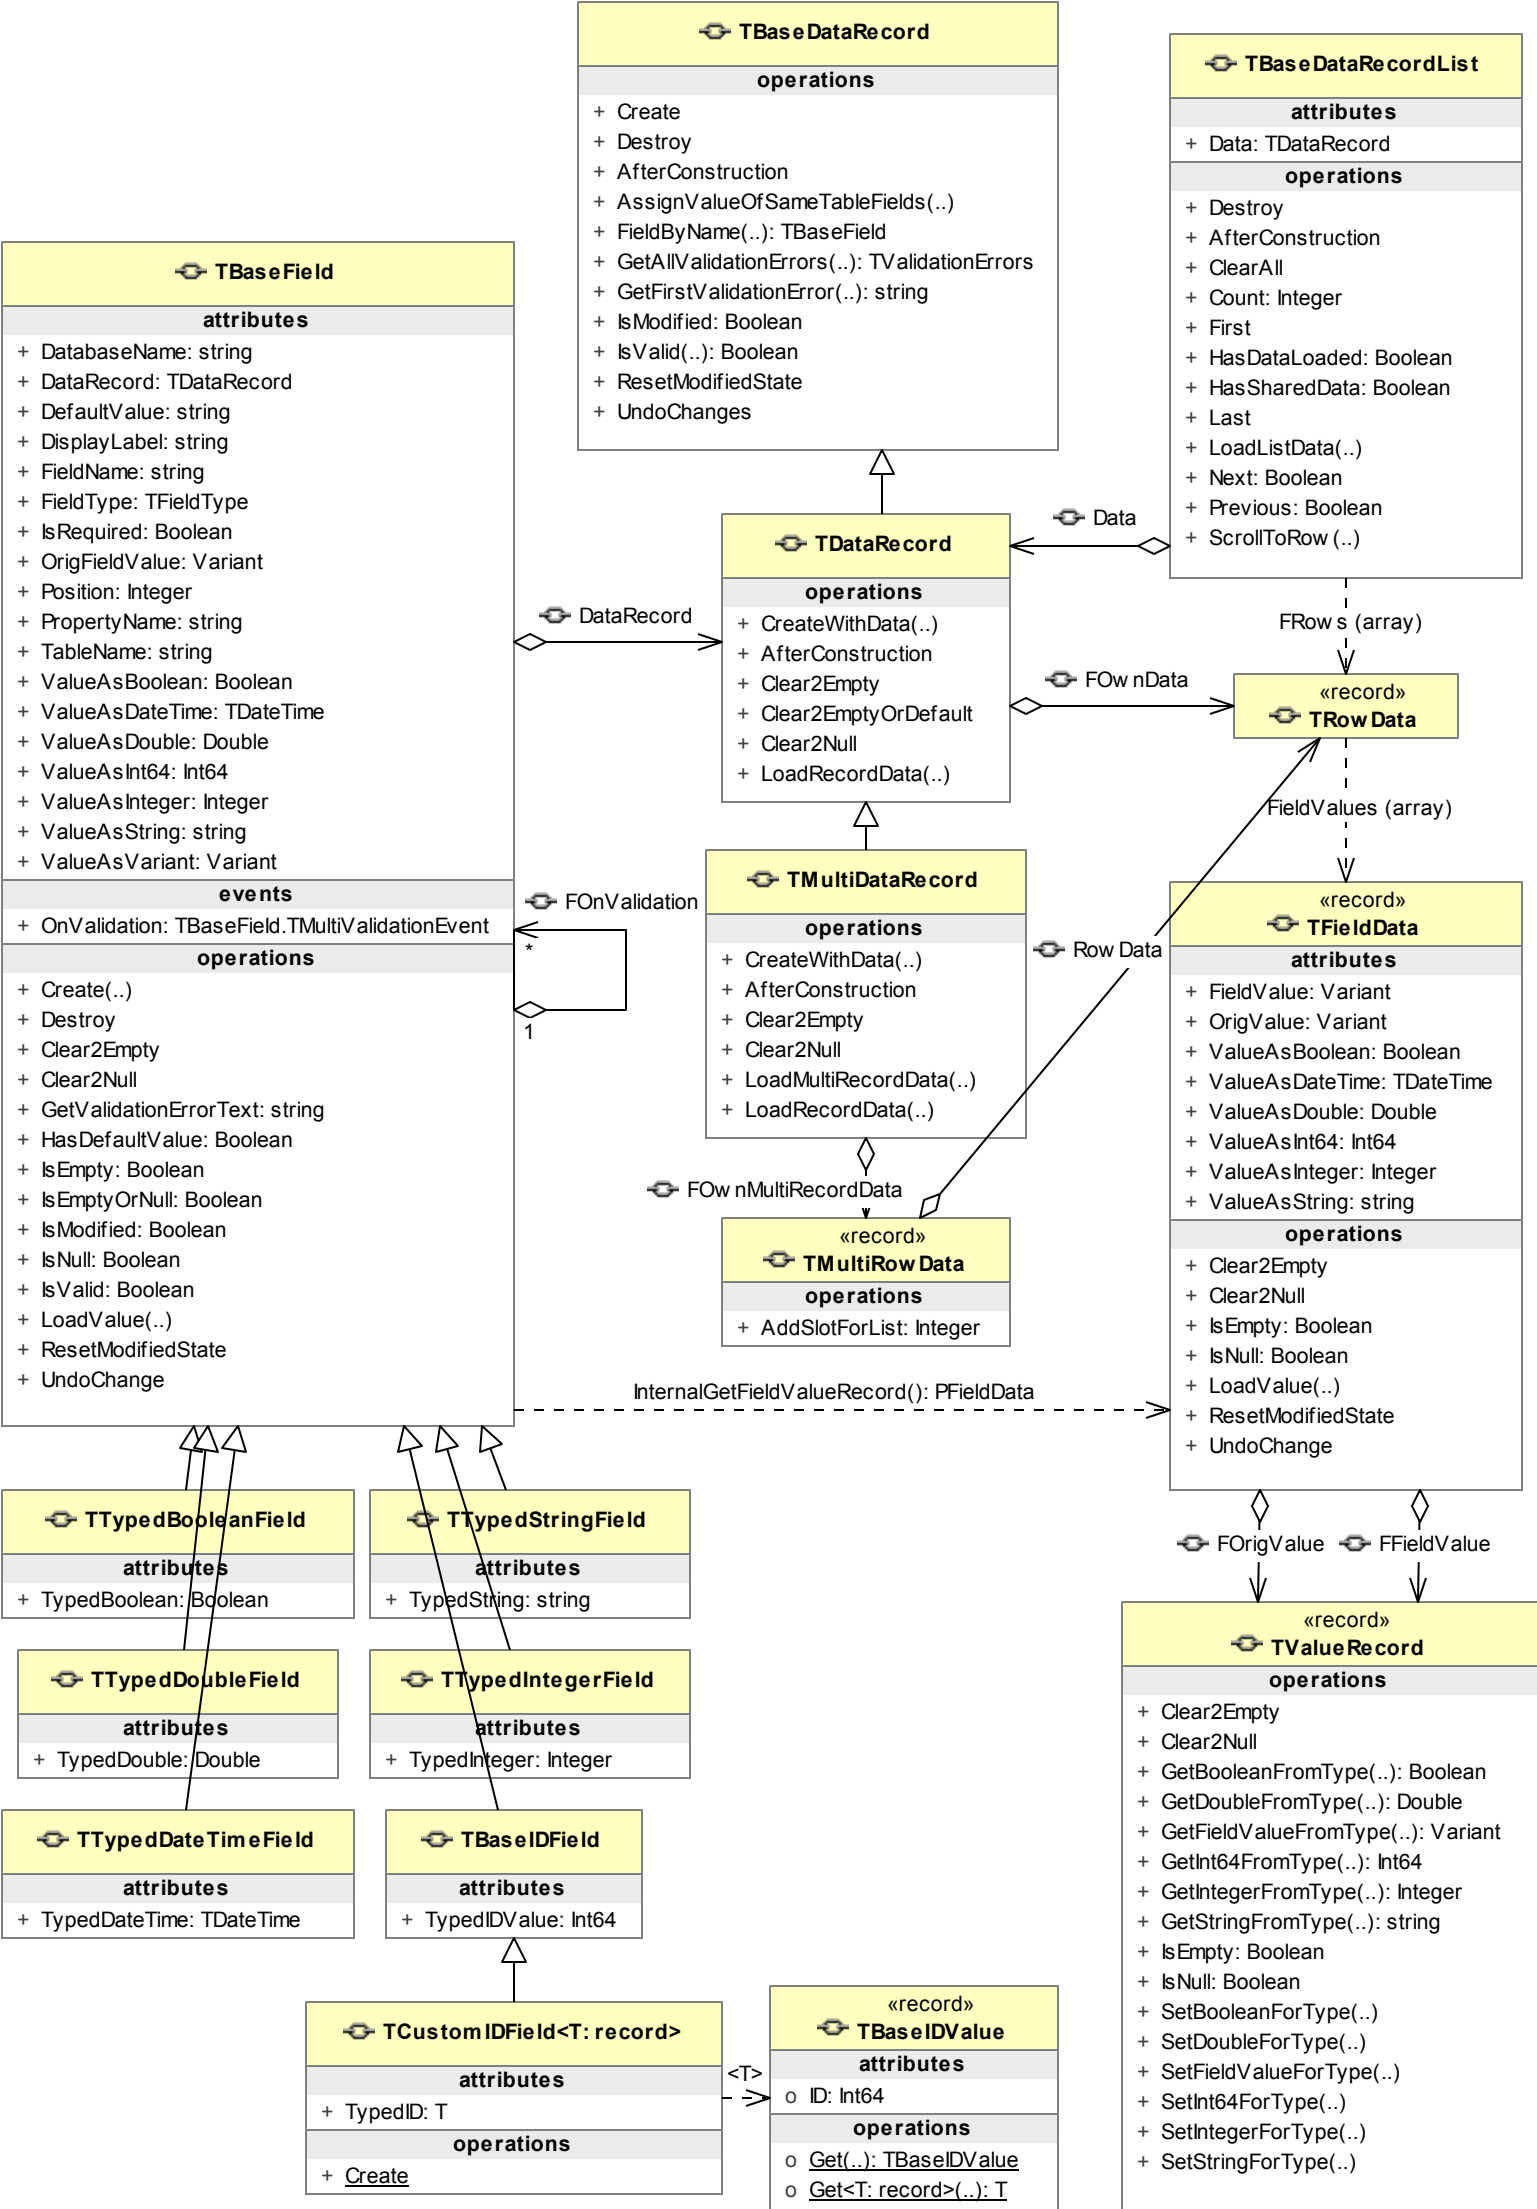 TBaseDataRecord
operations
+ Create
+ Destroy
+ AfterConstruction
+ AssignValueOfSameTableFields(..)
+ FieldByName(..): TBaseField
+ GetAllValidationErrors(..): TValidationErrors
+ GetFirstValidationError(..): string
+ IsModified: Boolean
+ IsValid(..): Boolean
+ ResetModifiedState
+ UndoChanges
TBaseDataRecordList
attributes
+ Data: TDataRecord
operations
+ Destroy
+ AfterConstruction
+ ClearAll
+ Count: Integer
+ First
+ HasDataLoaded: Boolean
+ HasSharedData: Boolean
+ Last
+ LoadListData(..)
+ Next: Boolean
+ Previous: Boolean
+ ScrollToRow(..)
TBaseField
attributes
+ DatabaseName: string
+ DataRecord: TDataRecord
+ DefaultValue: string
+ DisplayLabel: string
+ FieldName: string
+ FieldType: TFieldType
+ IsRequired: Boolean
+ OrigFieldValue: Variant
+ Position: Integer
+ PropertyName: string
+ TableName: string
+ ValueAsBoolean: Boolean
+ ValueAsDateTime: TDateTime
+ ValueAsDouble: Double
+ ValueAsInt64: Int64
+ ValueAsInteger: Integer
+ ValueAsString: string
+ ValueAsVariant: Variant
events
+ OnValidation: TBaseField.TMultiValidationEvent
operations
+ Create(..)
+ Destroy
+ Clear2Empty
+ Clear2Null
+ GetValidationErrorText: string
+ HasDefaultValue: Boolean
+ IsEmpty: Boolean
+ IsEmptyOrNull: Boolean
+ IsModified: Boolean
+ IsNull: Boolean
+ IsValid: Boolean
+ LoadValue(..)
+ ResetModifiedState
+ UndoChange
FOnValidation
*
1
DataRecord
Data
TDataRecord
operations
+ CreateWithData(..)
+ AfterConstruction
+ Clear2Empty
+ Clear2EmptyOrDefault
+ Clear2Null
+ LoadRecordData(..)
FOwnData
FRows (array)
«record»
TRowData
FieldValues (array)
TMultiDataRecord
operations
+ CreateWithData(..)
+ AfterConstruction
+ Clear2Empty
+ Clear2Null
+ LoadMultiRecordData(..)
+ LoadRecordData(..)
RowData
FOwnMultiRecordData
«record»
TMultiRowData
operations
+ AddSlotForList: Integer
InternalGetFieldValueRecord(): PFieldData
«record»
TFieldData
attributes
+ FieldValue: Variant
+ OrigValue: Variant
+ ValueAsBoolean: Boolean
+ ValueAsDateTime: TDateTime
+ ValueAsDouble: Double
+ ValueAsInt64: Int64
+ ValueAsInteger: Integer
+ ValueAsString: string
operations
+ Clear2Empty
+ Clear2Null
+ IsEmpty: Boolean
+ IsNull: Boolean
+ LoadValue(..)
+ ResetModifiedState
+ UndoChange
FOrigValue
FFieldValue
«record»
TValueRecord
operations
+ Clear2Empty
+ Clear2Null
+ GetBooleanFromType(..): Boolean
+ GetDoubleFromType(..): Double
+ GetFieldValueFromType(..): Variant
+ GetInt64FromType(..): Int64
+ GetIntegerFromType(..): Integer
+ GetStringFromType(..): string
+ IsEmpty: Boolean
+ IsNull: Boolean
+ SetBooleanForType(..)
+ SetDoubleForType(..)
+ SetFieldValueForType(..)
+ SetInt64ForType(..)
+ SetIntegerForType(..)
+ SetStringForType(..)
TTypedBooleanField
attributes
+ TypedBoolean: Boolean
TTypedStringField
attributes
+ TypedString: string
TTypedDoubleField
attributes
+ TypedDouble: Double
TTypedIntegerField
attributes
+ TypedInteger: Integer
TTypedDateTimeField
attributes
+ TypedDateTime: TDateTime
TBaseIDField
attributes
+ TypedIDValue: Int64
TCustomIDField<T: record>
attributes
+ TypedID: T
operations
+ Create
<T>
«record»
TBaseIDValue
attributes
o ID: Int64
operations
o Get(..): TBaseIDValue
o Get<T: record>(..): T